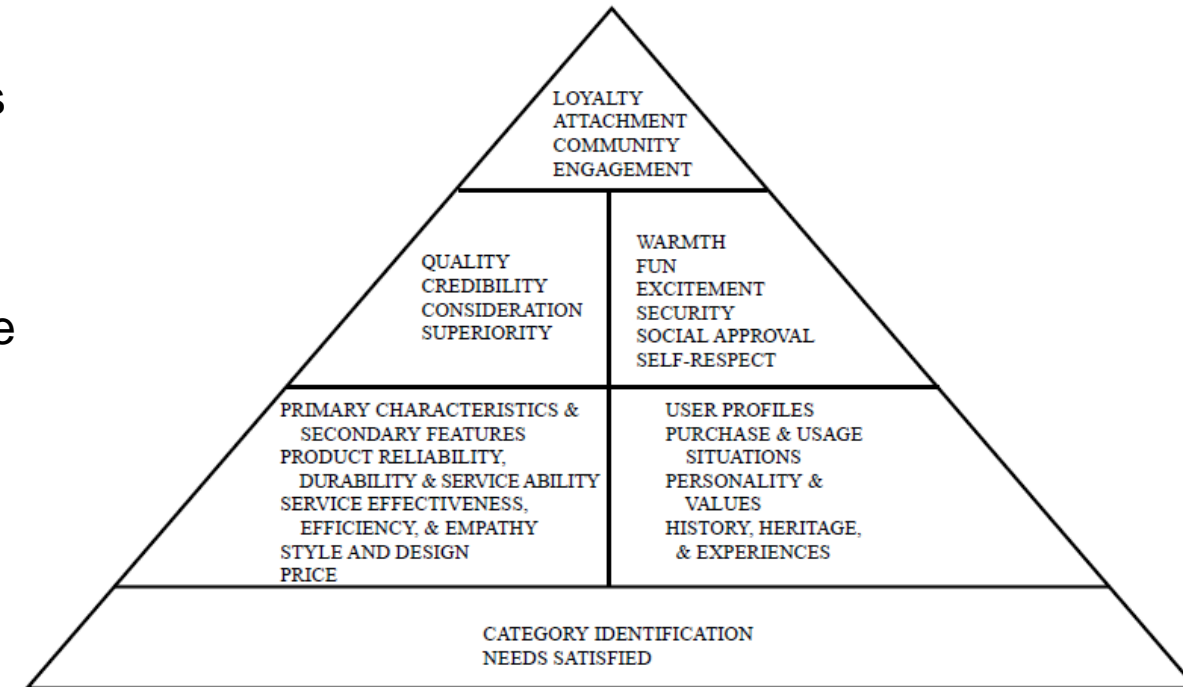 s
e
LOYALTY
ATTACHMENT
COMMUNITY
ENGAGEMENT
QUALITY
CREDIBILITY
CONSIDERATION
SUPERIORITY
WARMTH
FUN
EXCITEMENT
SECURITY
SOCIAL APPROVAL
SELF-RESPECT
PRIMARY CHARACTERISTICS &
SECONDARY FEATURES
PRODUCT RELIABILITY,
DURABILITY & SERVICE ABILITY
SERVICE EFFECTIVENESS,
EFFICIENCY, & EMPATHY
STYLE AND DESIGN
PRICE
USER PROFILES
PURCHASE & USAGE
SITUATIONS
PERSONALITY &
VALUES
HISTORY, HERITAGE,
& EXPERIENCES
CATEGORY IDENTIFICATION
NEEDS SATISFIED